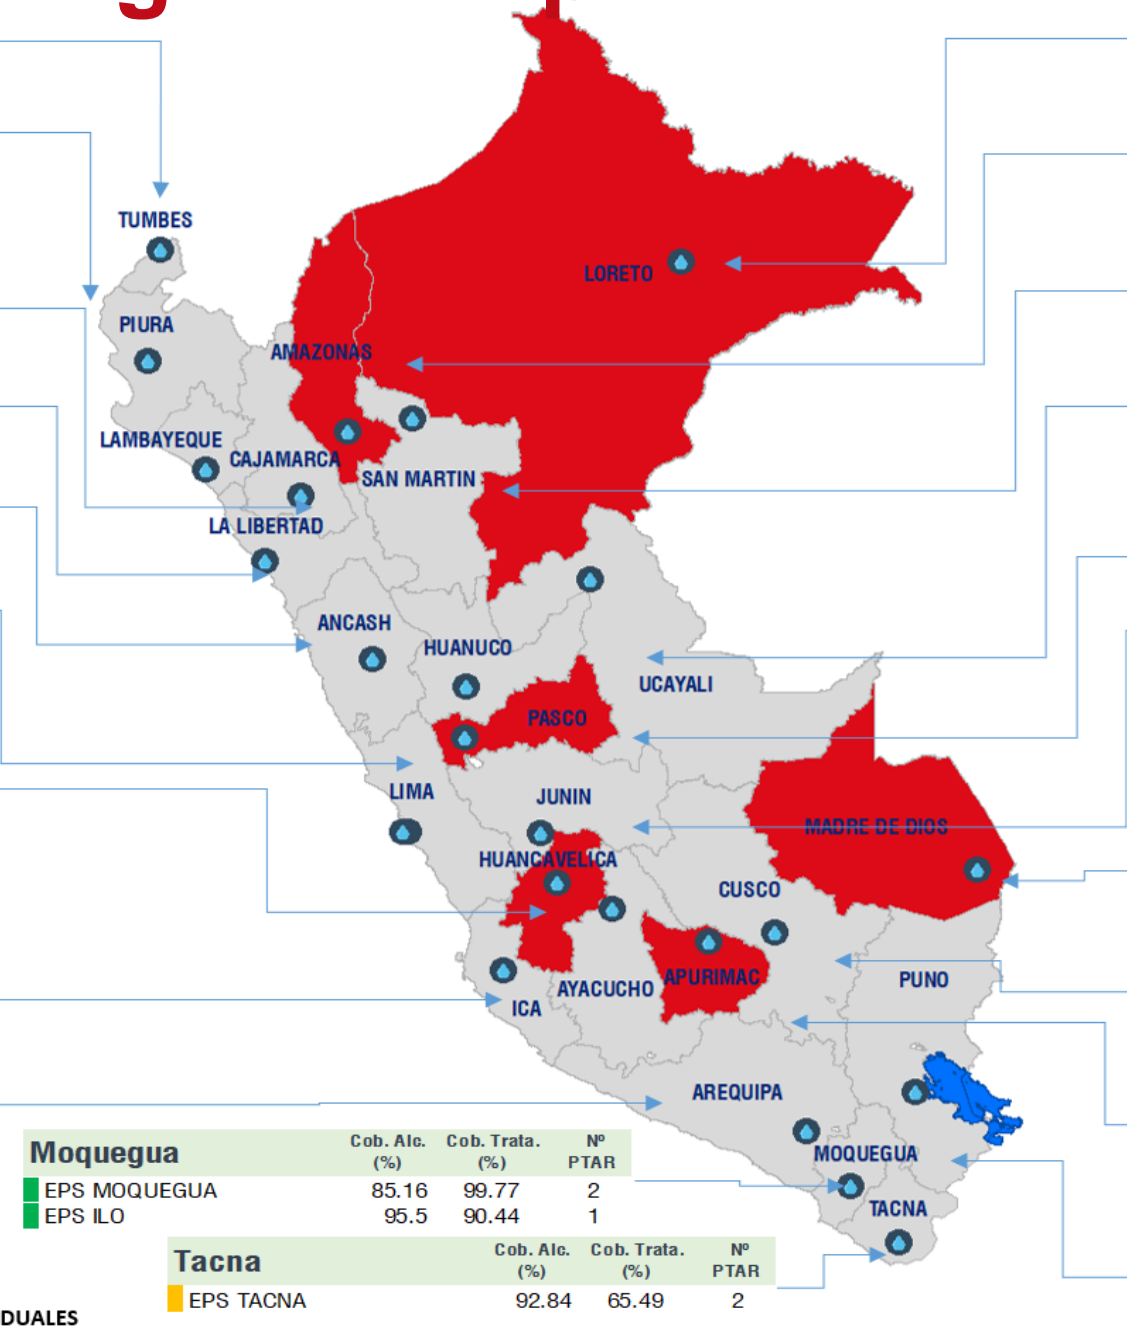 TUMBES
PIURA
LORETO
AMAZONAS
LAMBAYEQUE
CAJAMARCA
SAN MARTIN
LA LIBERTAD
ANCASH
HUANUCO
UCAYALI
PASCO
LIMA
JUNIN
MADRE DE DIOS
HUANCAVELICA
CUSCO
APURIMAC
PUNO
AYACUCHO
ICA
AREQUIPA
MOQUEGUA
TACNA
Moquegua Cob. Alc. (%) Cob. Trata. (%) Nº PTAR
EPS MOQUEGUA 85.16 99.77 2
EPS ILO 95.5 90.44 1
Tacna Cob. Alc. (%) Cob. Trata. (%) Nº PTAR
EPS TACNA 92.84 65.49 2
DUALES